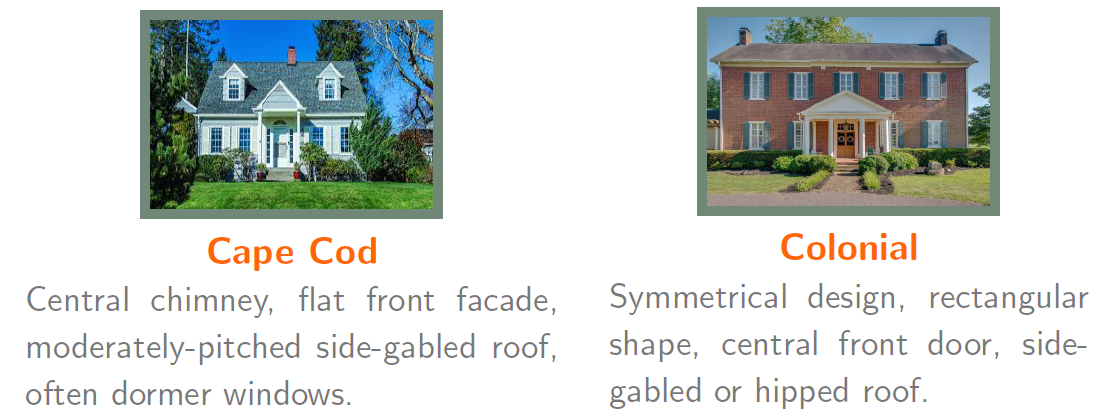 Cape Cod
Central chimney, flat front facade,
moderately-pitched side-gabled roof,
often dormer windows.
Colonial
Symmetrical design, rectangular
shape, central front door, side-
gabled or hipped roof.